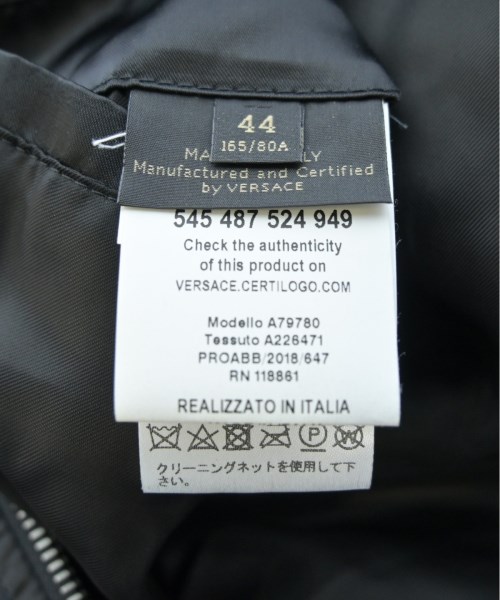 44
165/80A
MA LY
Manufactured and Certified
by VERSACE
545 487 524 949
Check the authenticity
of this product on
VERSACE.CERTILOGO.COM
Modello A79780
Tessuto A226471
PROABB/2018/647
RN 118861
REALIZZATO IN ITALIA
P W
クリーニングネットを使用して下
さい。